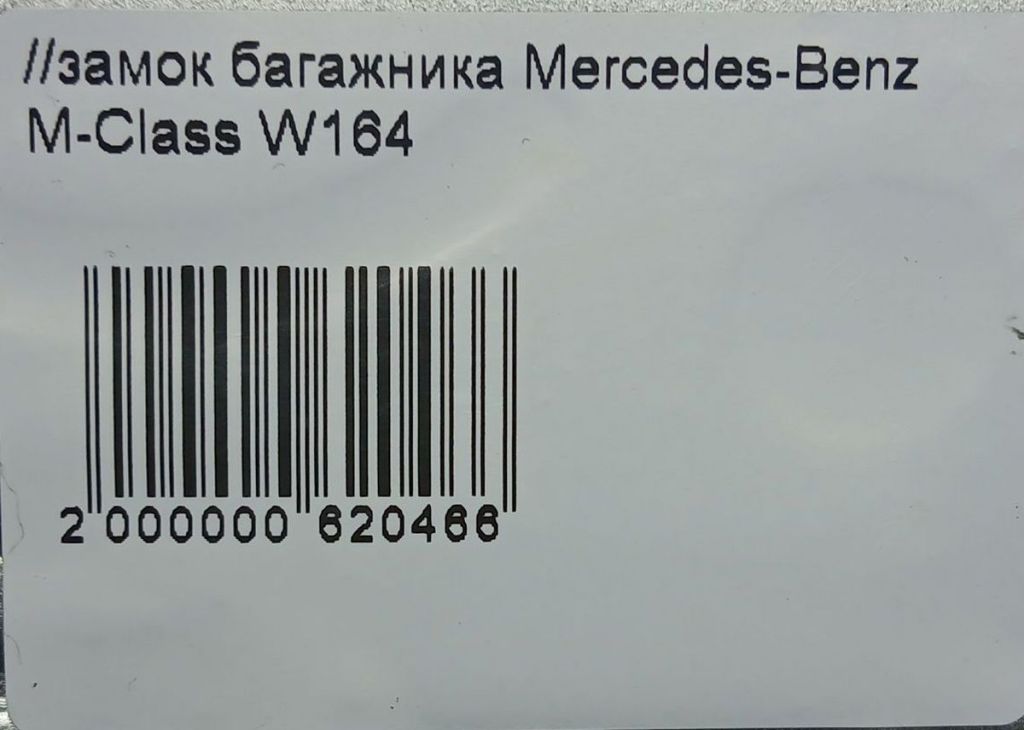 //замок багажника Mercedes-Benz
M-Class W164
2 000000 620466